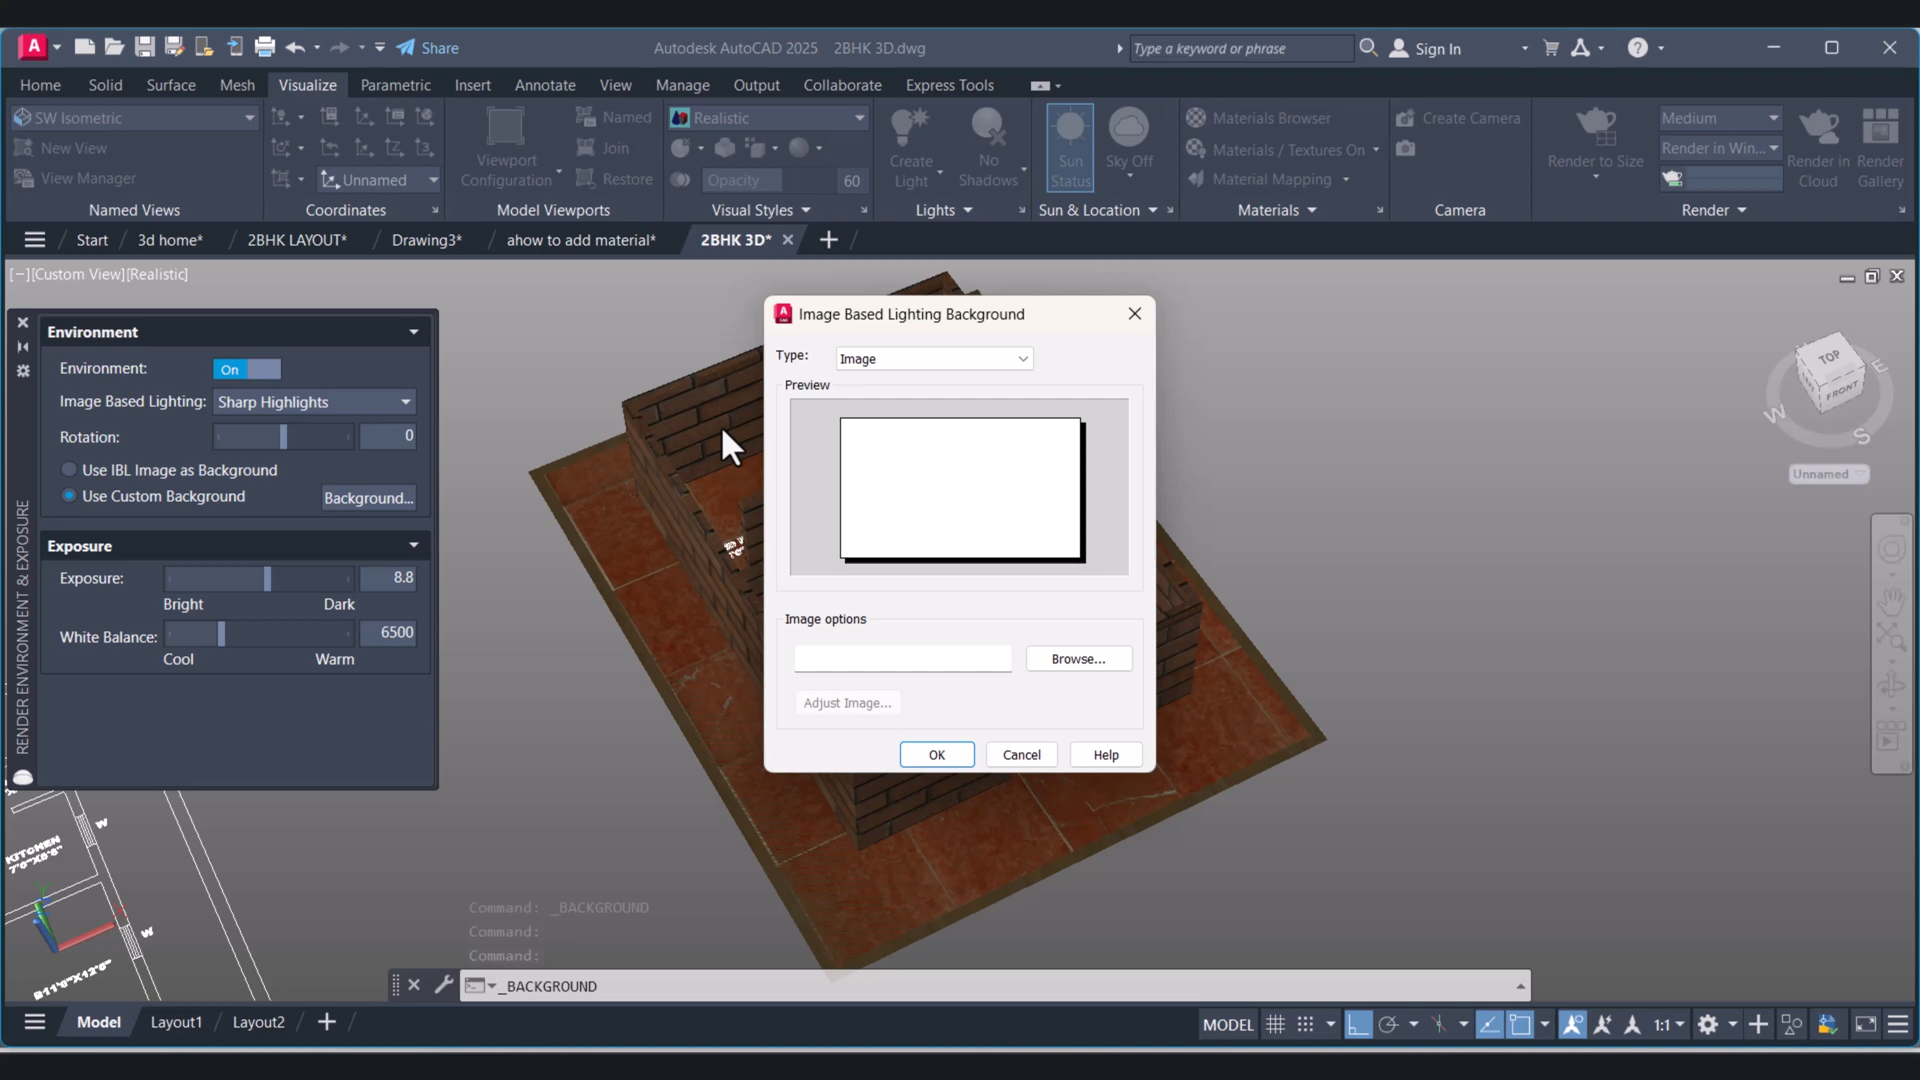 A Share Autodesk AutoCAD 2025 2BHK 3D.dwg Type a keyword or phrase Sign In
Home Solid Surface Mesh Visualize Parametric Insert Annotate View Manage Output Collaborate Express Tools
SW Isometric
New View
View Manager
Named Views
Unnamed
Coordinates
Viewport
Configuration
Named
Join
Restore
Model Viewports
Realistic
Opacity 60
Visual Styles
Create
Light
No
Shadows
Lights
Sun
Status
Sky Off
Sun & Location
Materials Browser
Materials / Textures On
Material Mapping
Materials
Create Camera
Camera
Render to Size
Medium
Render in Win...
Render in
Cloud
Render
Gallery
Render
Start 3d home* 2BHK LAYOUT* Drawing3* ahow to add material* 2BHK 3D*
[−][Custom View][Realistic]
RENDER ENVIRONMENT & EXPOSURE
Environment
Environment: On
Image Based Lighting: Sharp Highlights
Rotation: 0
Use IBL Image as Background
Use Custom Background Background...
Exposure
Exposure: 8.8
Bright Dark
White Balance: 6500
Cool Warm
Image Based Lighting Background
Type: Image
Preview
Image options
Browse...
Adjust Image...
OK Cancel Help
TOP
FRONT
W
S
E
Unnamed
KITCHEN
W
W
Command: _BACKGROUND
Command:
Command:
_BACKGROUND
Model Layout1 Layout2
MODEL 1:1